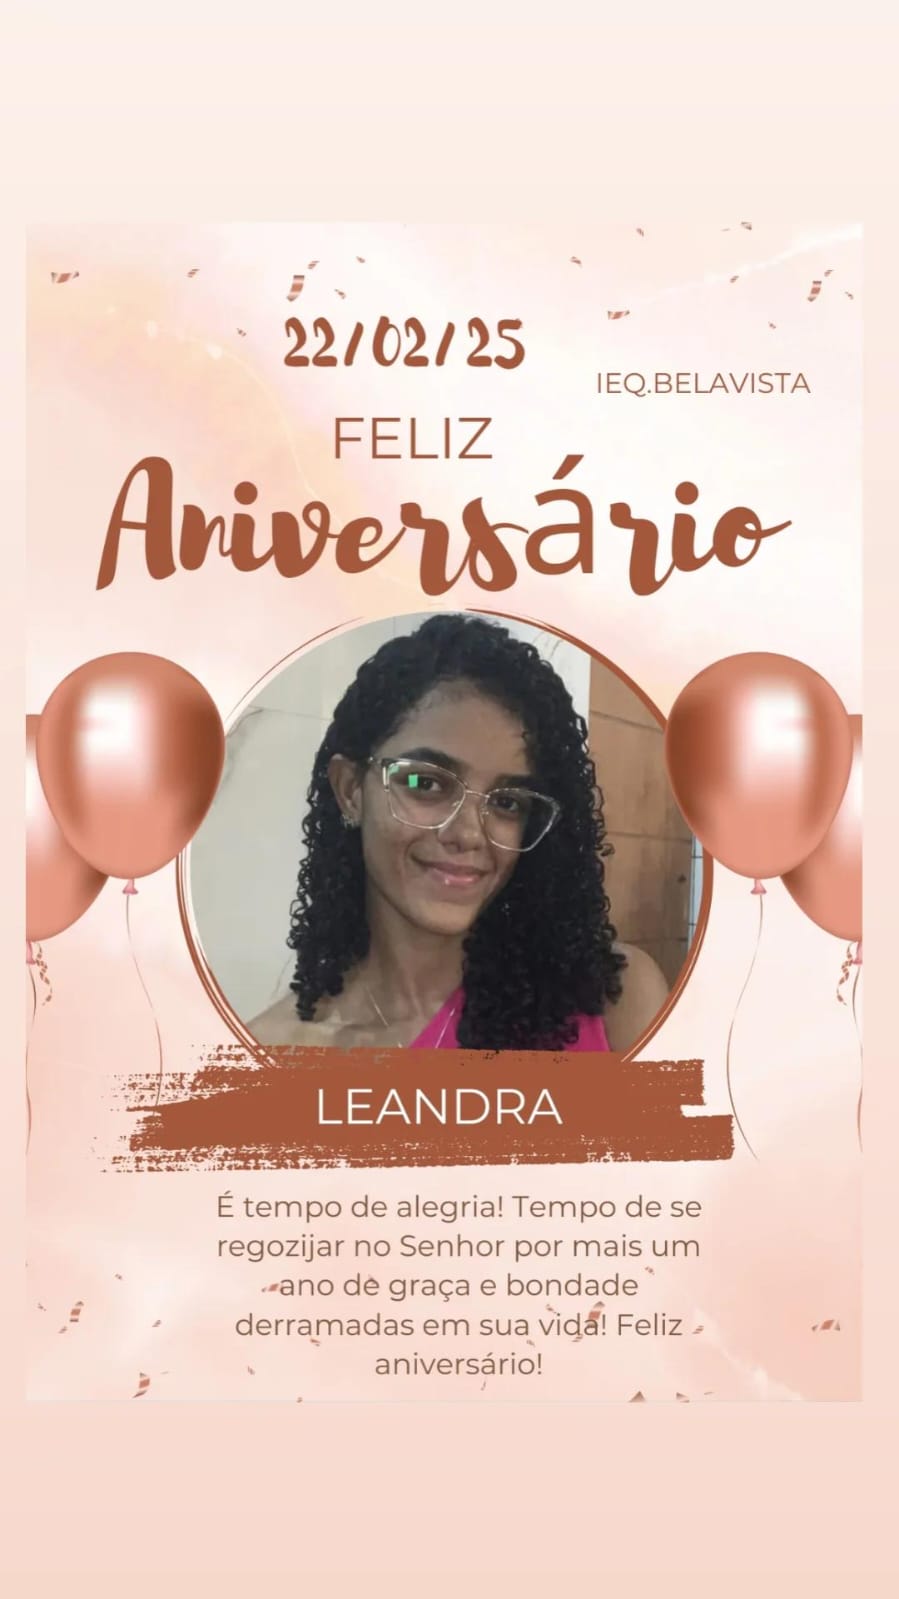 22/02/25
IEQ.BELAVISTA
FELIZ
Aniversário
LEANDRA
É tempo de alegria! Tempo de se
regozijar no Senhor por mais um
ano de graça e bondade
derramadas em sua vida! Feliz
aniversário!